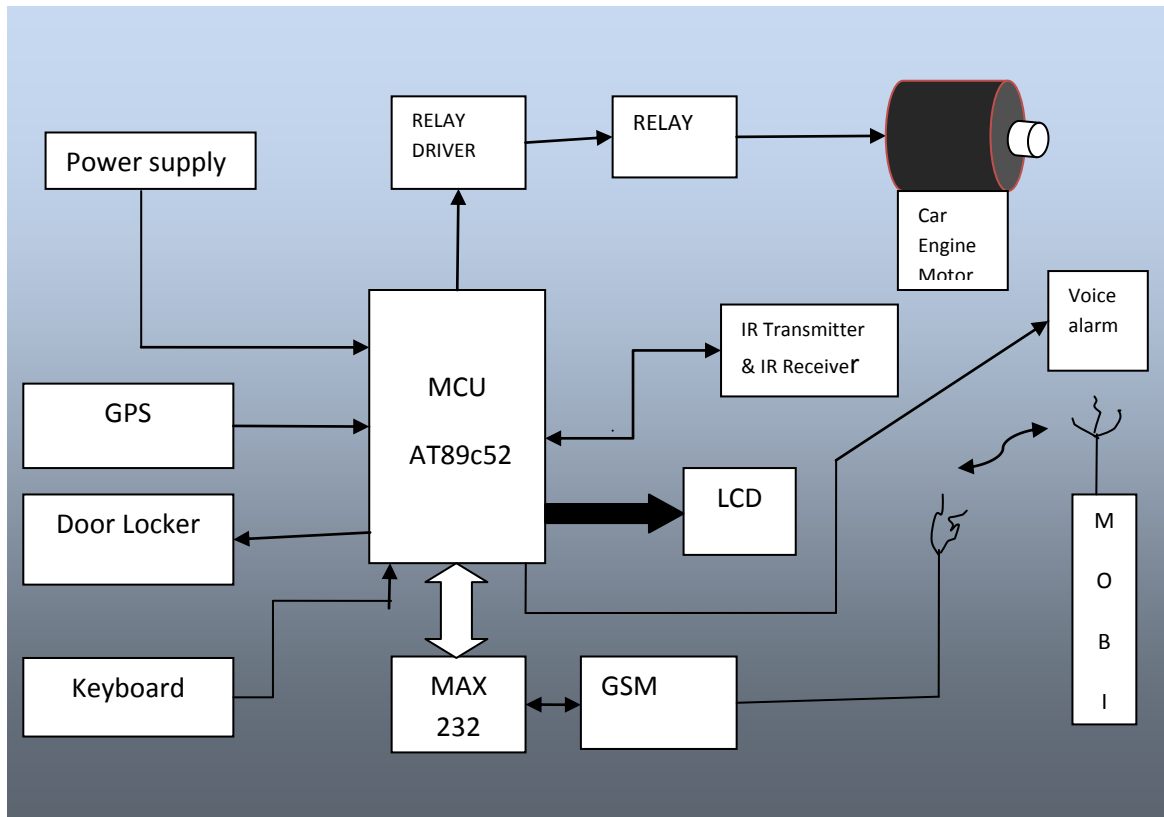 RELAY
DRIVER
RELAY
Power supply
Car
Engine
Motor
Voice
alarm
IR Transmitter
& IR Receiver
MCU
AT89c52
GPS
Door Locker
LCD
Keyboard
MAX
232
GSM
M
O
B
I